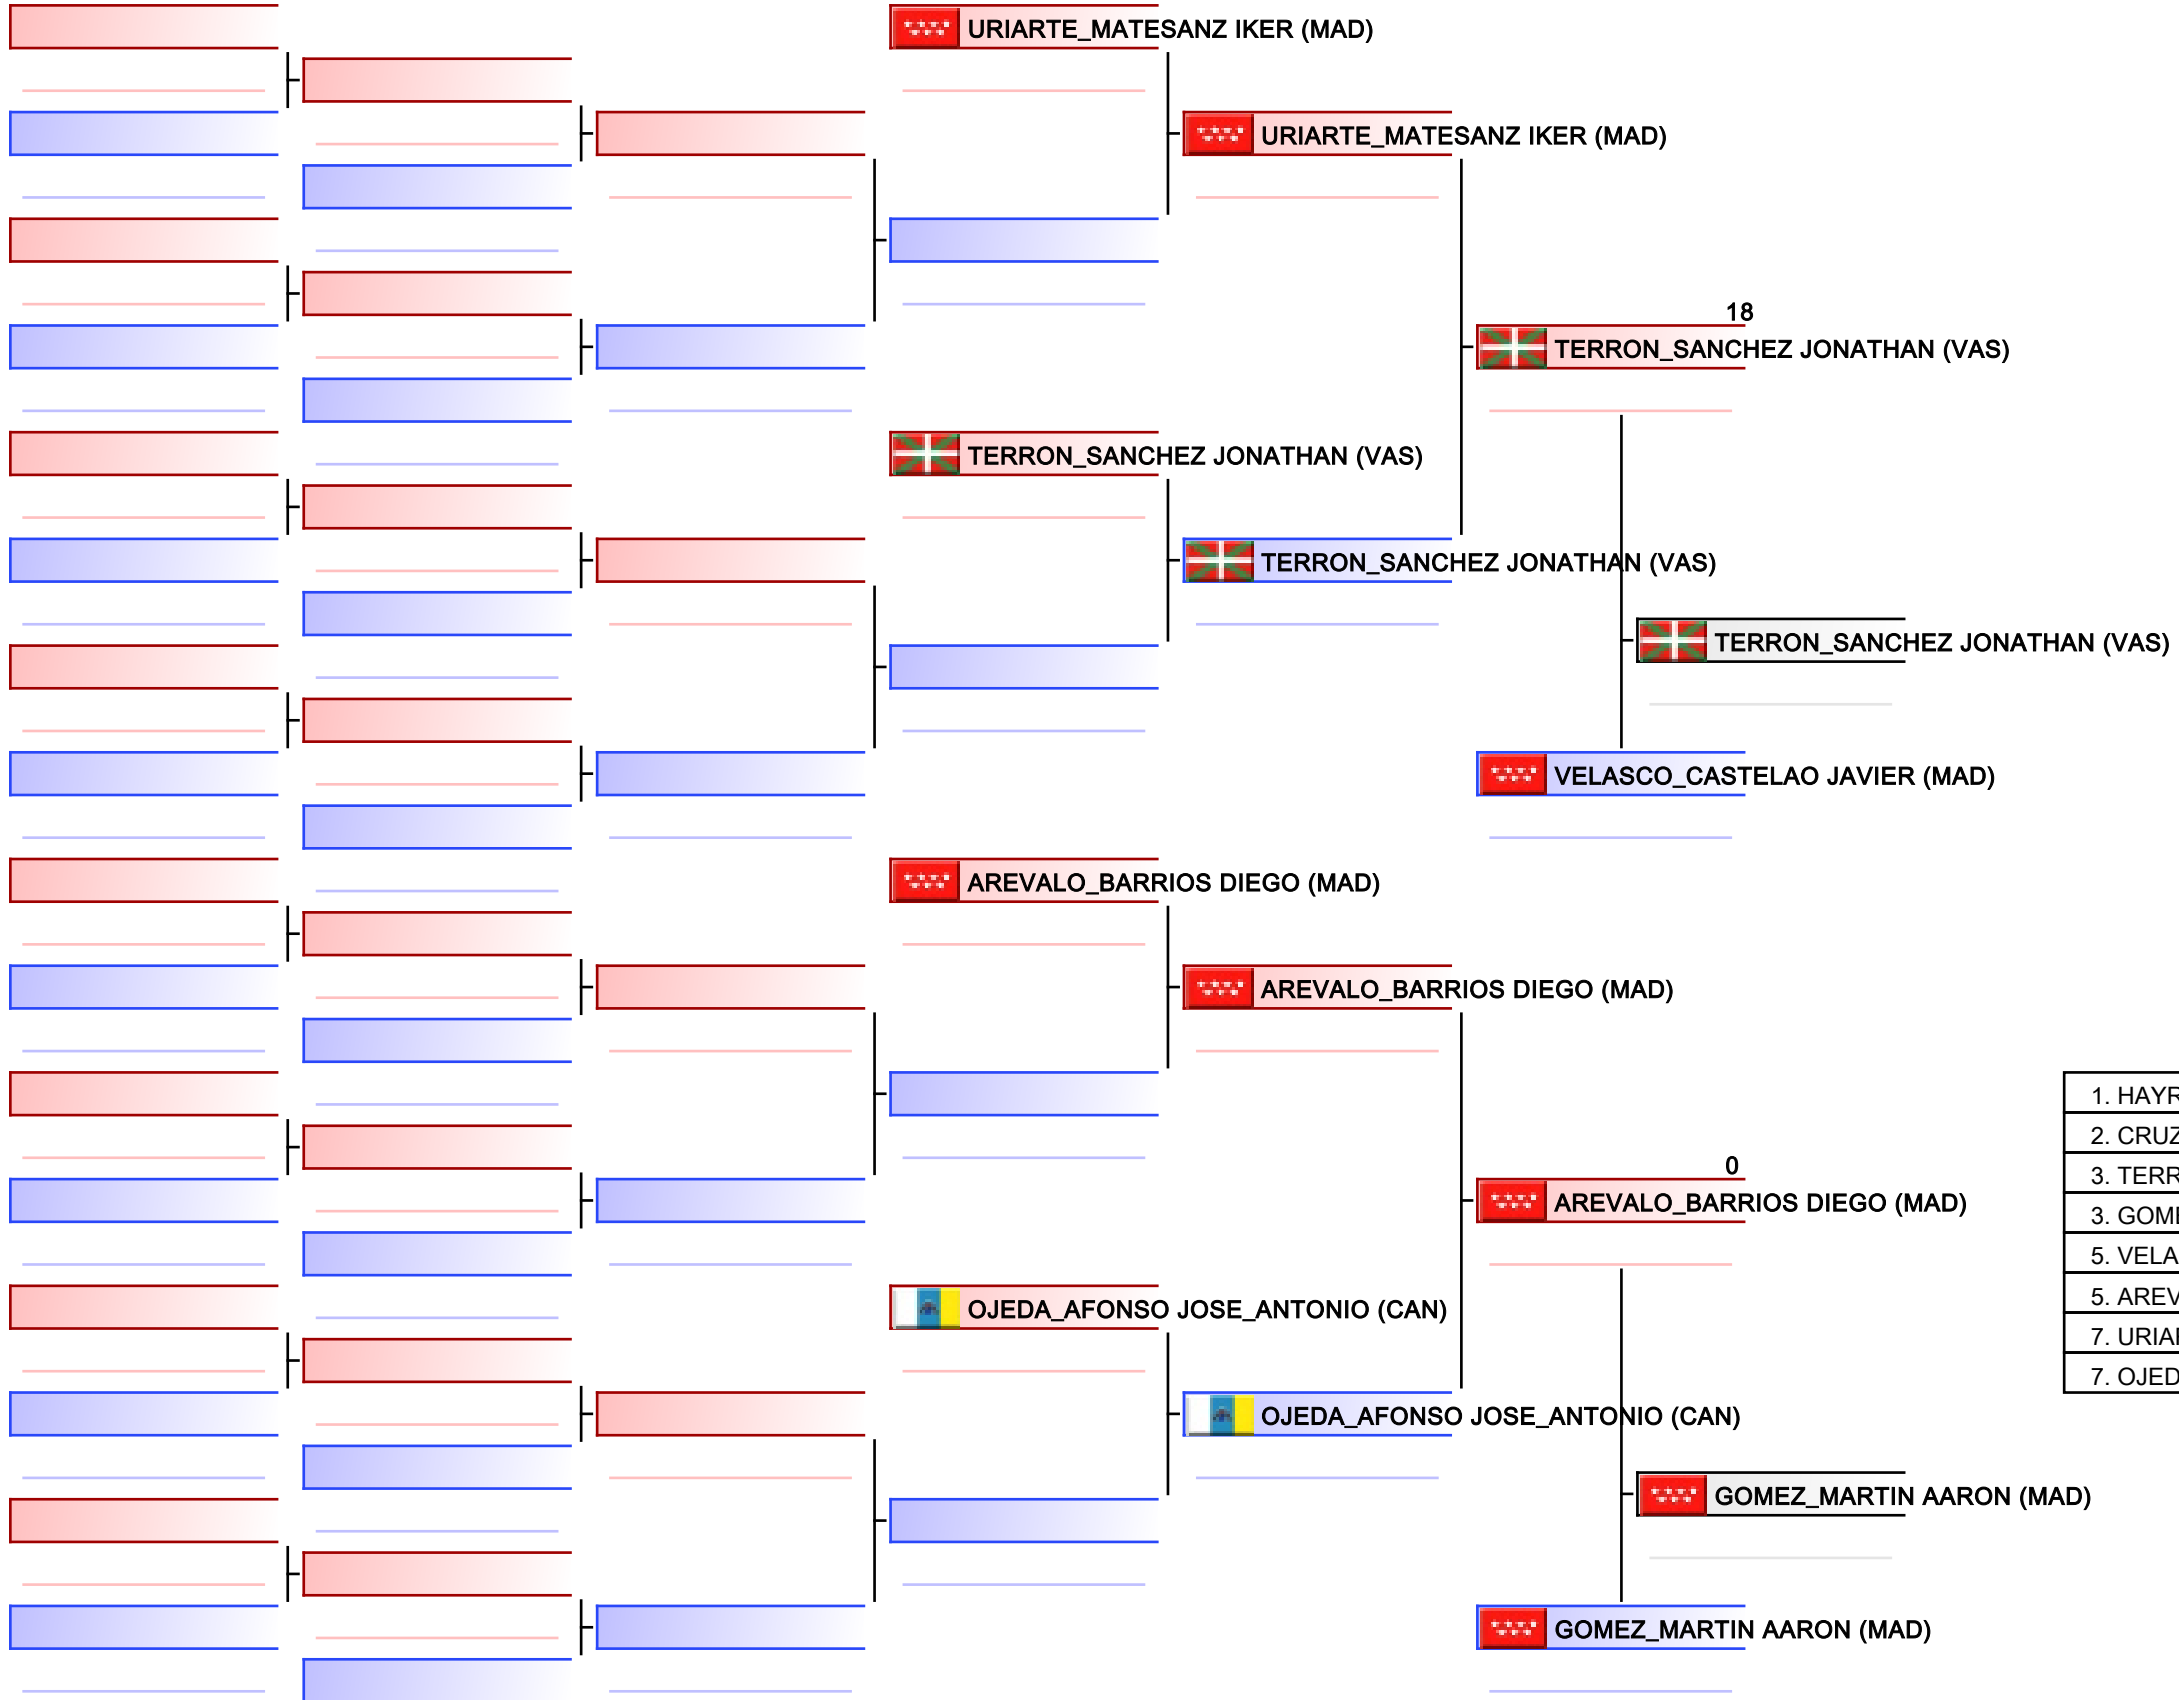 URIARTE_MATESANZ IKER (MAD)
URIARTE_MATESANZ IKER (MAD)
18
TERRON_SANCHEZ JONATHAN (VAS)
TERRON_SANCHEZ JONATHAN (VAS)
TERRON_SANCHEZ JONATHAN (VAS)
TERRON_SANCHEZ JONATHAN (VAS)
VELASCO_CASTELAO JAVIER (MAD)
AREVALO_BARRIOS DIEGO (MAD)
AREVALO_BARRIOS DIEGO (MAD)
0
AREVALO_BARRIOS DIEGO (MAD)
OJEDA_AFONSO JOSE_ANTONIO (CAN)
OJEDA_AFONSO JOSE_ANTONIO (CAN)
GOMEZ_MARTIN AARON (MAD)
GOMEZ_MARTIN AARON (MAD)
1. HAYR
2. CRUZ
3. TERR
3. GOME
5. VELA
5. AREV
7. URIAR
7. OJED